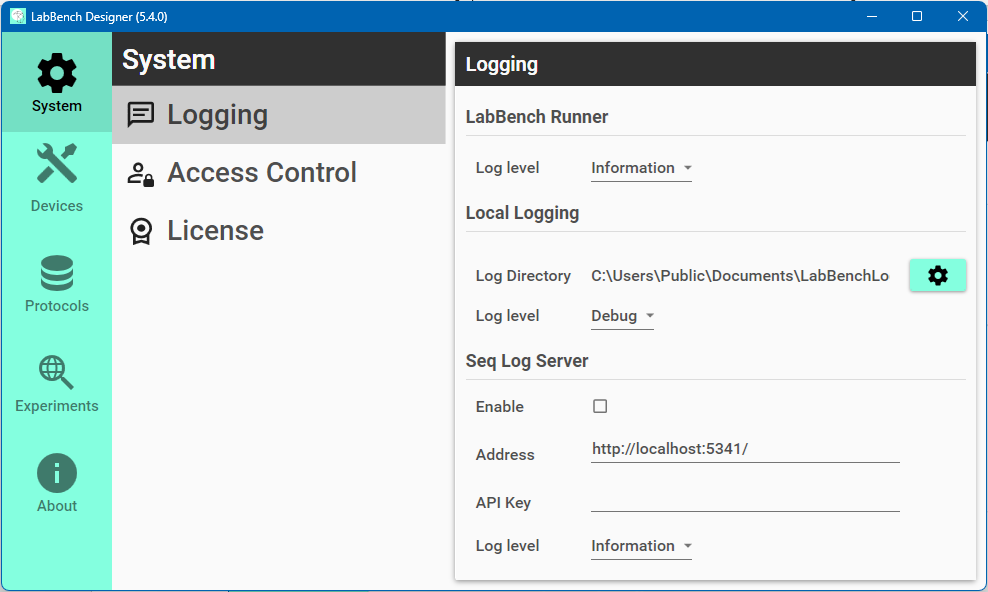 LabBench Designer (5.4.0)
System
Devices
Protocols
Experiments
About
System
Logging
Access Control
License
Logging
LabBench Runner
Log level Information
Local Logging
Log Directory C:\Users\Public\Documents\LabBenchLo
Log level Debug
Seq Log Server
Enable
Address http://localhost:5341/
API Key
Log level Information